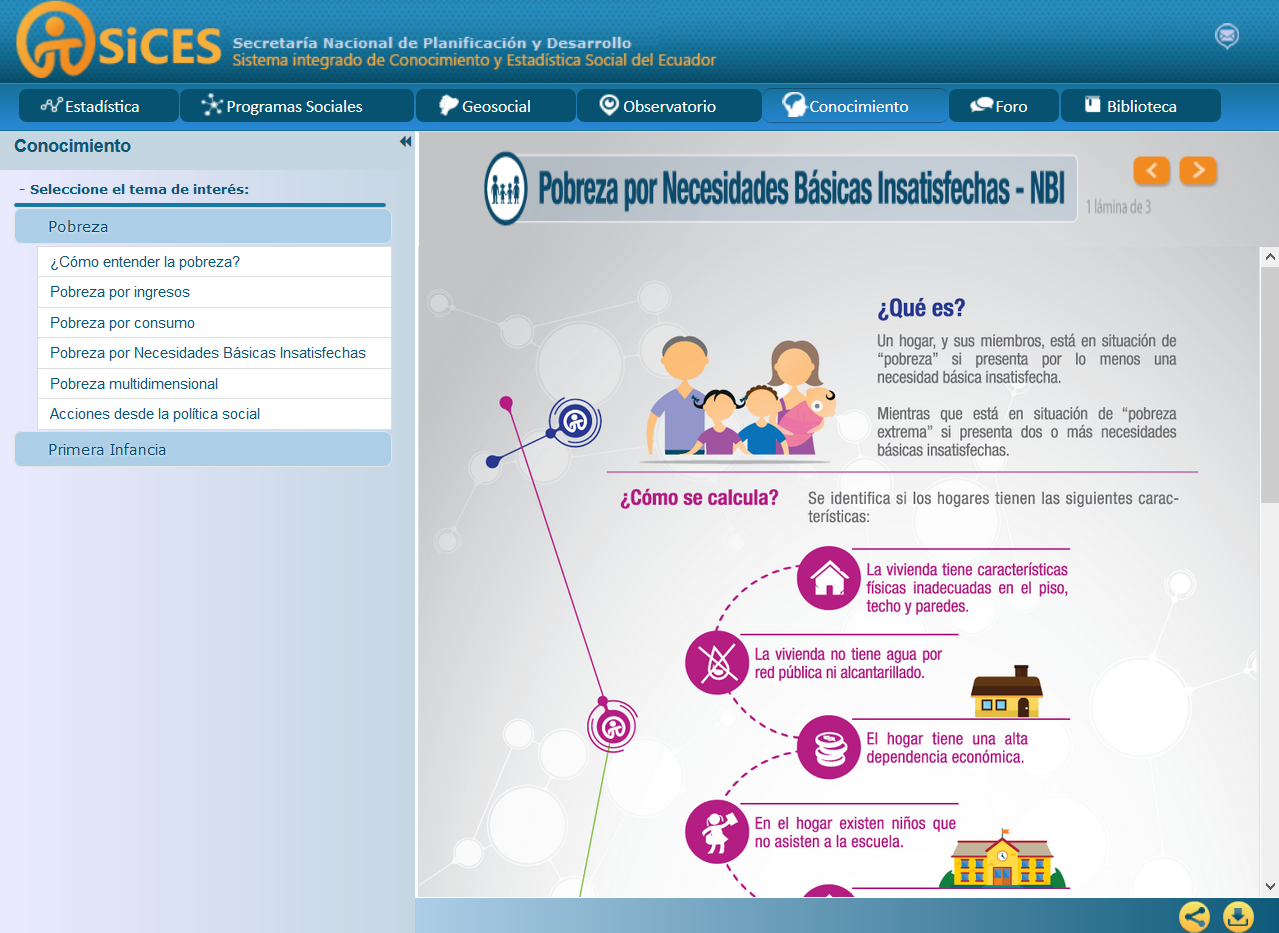 SiCES
Secretaría Nacional de Planificación y Desarrollo
Sistema integrado de Conocimiento y Estadística Social del Ecuador
Estadística
Programas Sociales
Geosocial
Observatorio
Conocimiento
Foro
Biblioteca
Conocimiento
- Seleccione el tema de interés:
Pobreza
¿Cómo entender la pobreza?
Pobreza por ingresos
Pobreza por consumo
Pobreza por Necesidades Básicas Insatisfechas
Pobreza multidimensional
Acciones desde la política social
Primera Infancia
Pobreza por Necesidades Básicas Insatisfechas - NBI
1 lámina de 3
¿Qué es?
Un hogar, y sus miembros, está en situación de
“pobreza” si presenta por lo menos una
necesidad básica insatisfecha.
Mientras que está en situación de “pobreza
extrema” si presenta dos o más necesidades
básicas insatisfechas.
¿Cómo se calcula?
Se identifica si los hogares tienen las siguientes carac-
terísticas:
La vivienda tiene características
físicas inadecuadas en el piso,
techo y paredes.
La vivienda no tiene agua por
red pública ni alcantarillado.
El hogar tiene una alta
dependencia económica.
En el hogar existen niños que
no asisten a la escuela.